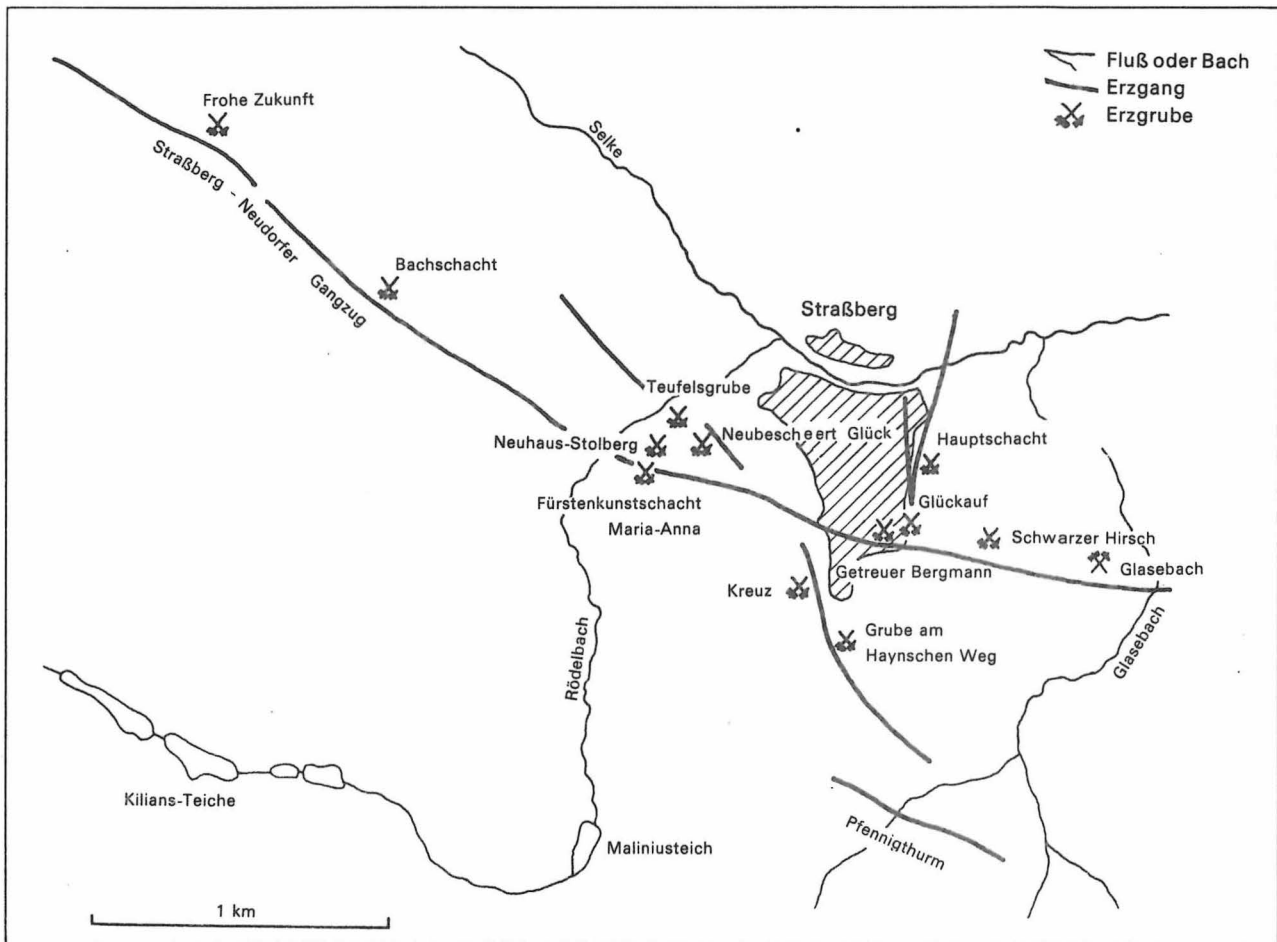 Fluß oder Bach
Erzgang
Erzgrube
Frohe Zukunft
Straßberg - Neudorfer Gangzug
Selke
Bachschacht
Straßberg
Teufelsgrube
Neuhaus-Stolberg
Neubescheert Glück
Hauptschacht
Fürstenkunstschacht
Maria-Anna
Glückauf
Schwarzer Hirsch
Getreuer Bergmann
Glasebach
Kreuz
Grube am
Haynschen Weg
Rödelbach
Glasebach
Kilians-Teiche
Maliniusteich
Pfennigthurm
1 km